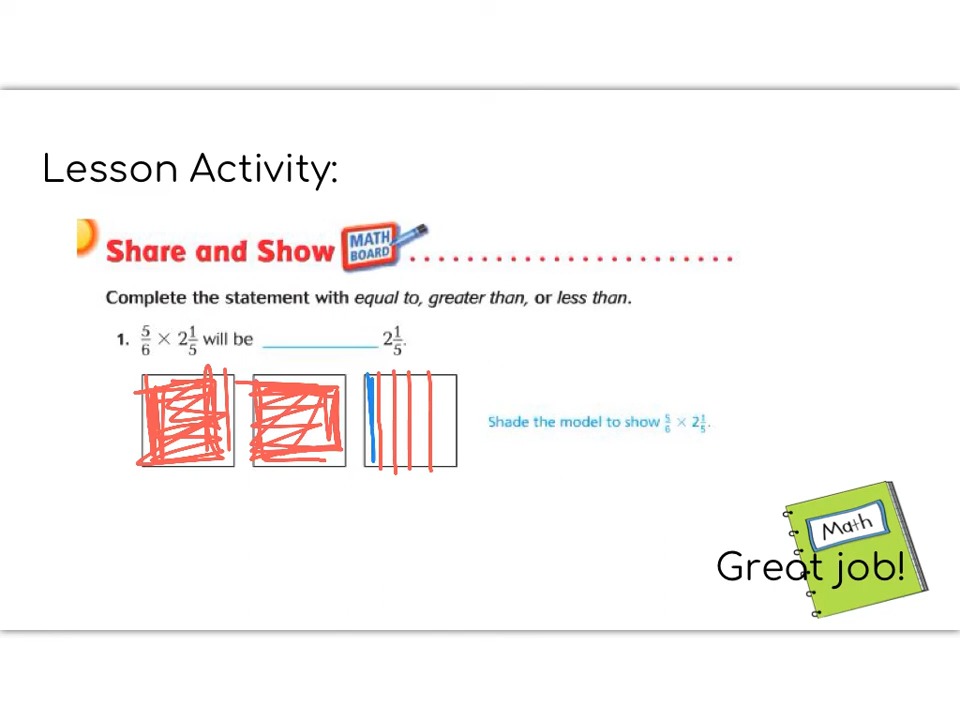 Lesson Activity:
Share and Show MATH BOARD
Complete the statement with equal to, greater than, or less than.
1. 5/6 × 2 1/5 will be ____________ 2 1/5.
Shade the model to show 5/6 × 2 1/5.
Math
Great job!